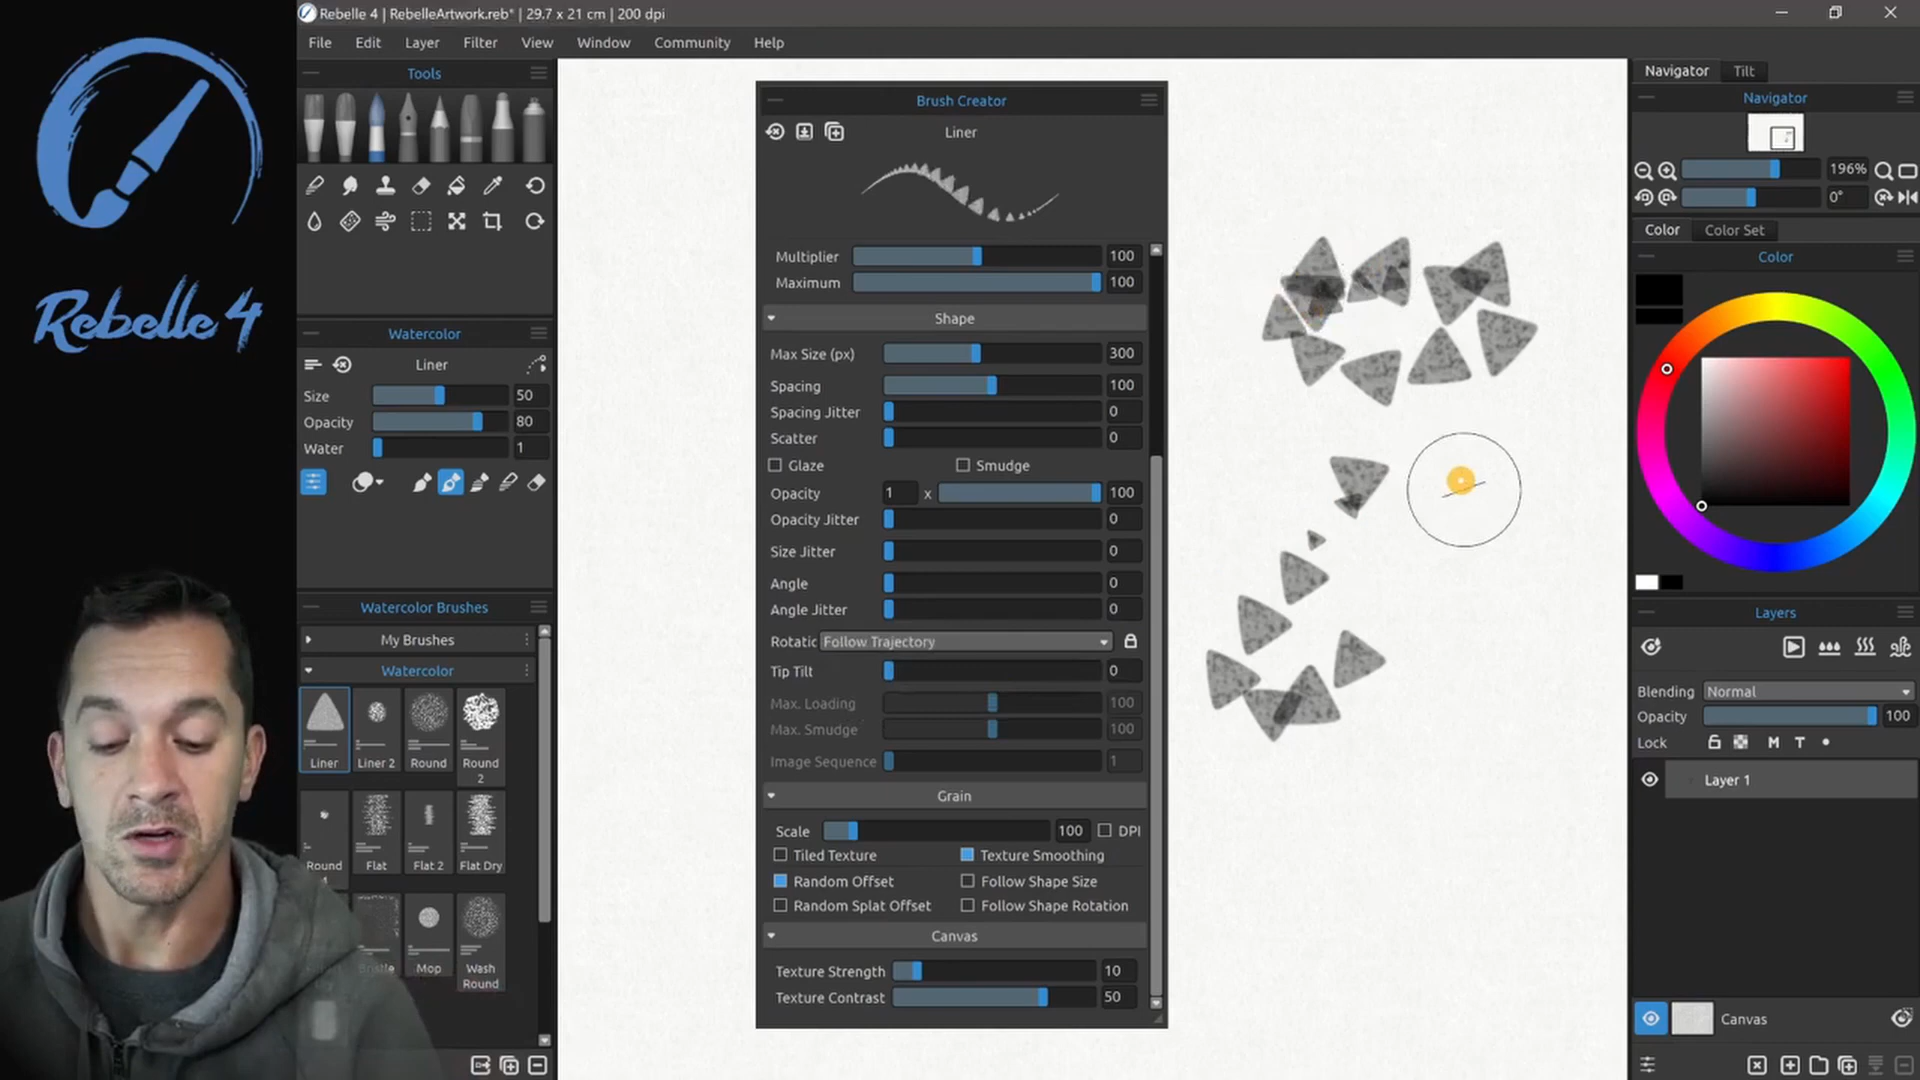 Rebelle 4 | RebelleArtwork.reb* | 29.7 x 21 cm | 200 dpi
File Edit Layer Filter View Window Community Help
Rebelle 4
Tools
Watercolor
Liner
Size 50
Opacity 80
Water 1
Watercolor Brushes
My Brushes
Watercolor
Liner Liner 2 Round Round 2
Round Flat Flat 2 Flat Dry
Mop Wash Round
Brush Creator
Liner
Multiplier 100
Maximum 100
Shape
Max Size (px) 300
Spacing 100
Spacing Jitter 0
Scatter 0
Glaze Smudge
Opacity 1 x 100
Opacity Jitter 0
Size Jitter 0
Angle 0
Angle Jitter 0
Rotatic Follow Trajectory
Tip Tilt 0
Max. Loading 100
Max. Smudge 100
Image Sequence 1
Grain
Scale 100 DPI
Tiled Texture Texture Smoothing
Random Offset Follow Shape Size
Random Splat Offset Follow Shape Rotation
Canvas
Texture Strength 10
Texture Contrast 50
Navigator Tilt
Navigator
196%
0°
Color Color Set
Color
Layers
Blending Normal
Opacity 100
Lock M T
Layer 1
Canvas